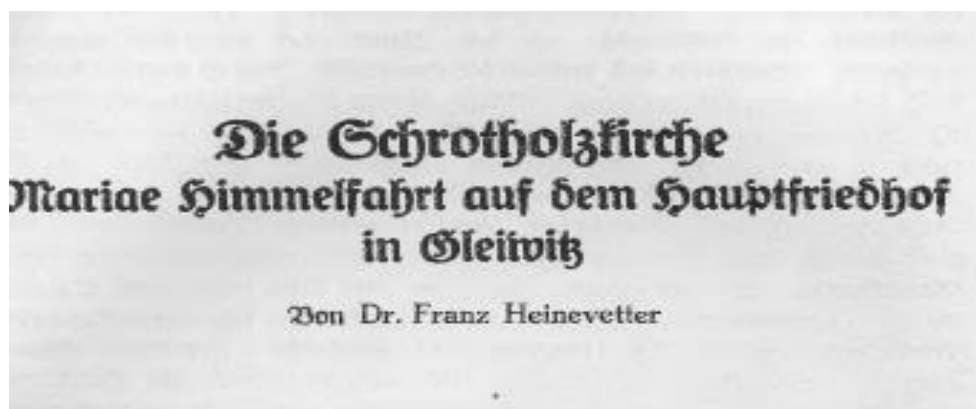 Die Schrotholzkirche
Mariae Himmelfahrt auf dem Hauptfriedhof
in Gleiwitz
Von Dr. Franz Heinevetter